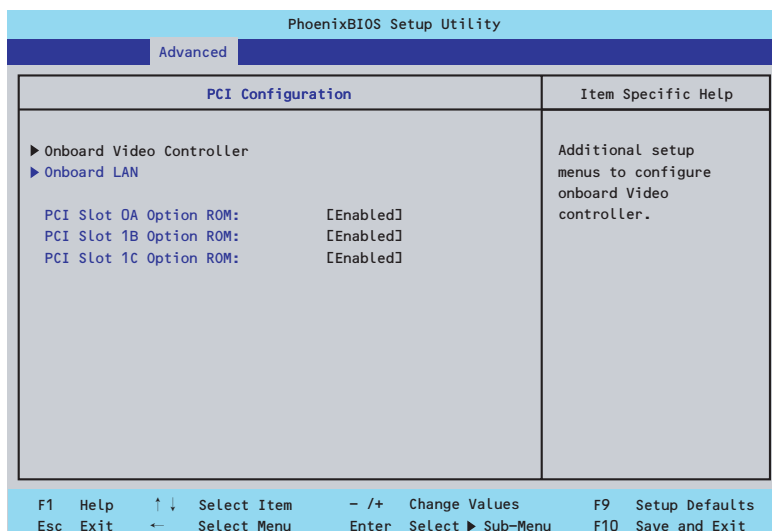 PhoenixBIOS Setup Utility
Advanced
PCI Configuration
Item Specific Help
▶ Onboard Video Controller
▶ Onboard LAN
PCI Slot 0A Option ROM: [Enabled]
PCI Slot 1B Option ROM: [Enabled]
PCI Slot 1C Option ROM: [Enabled]
Additional setup
menus to configure
onboard Video
controller.
F1 Help ↑↓ Select Item – /+ Change Values F9 Setup Defaults
Esc Exit ← Select Menu Enter Select ▶ Sub–Menu F10 Save and Exit